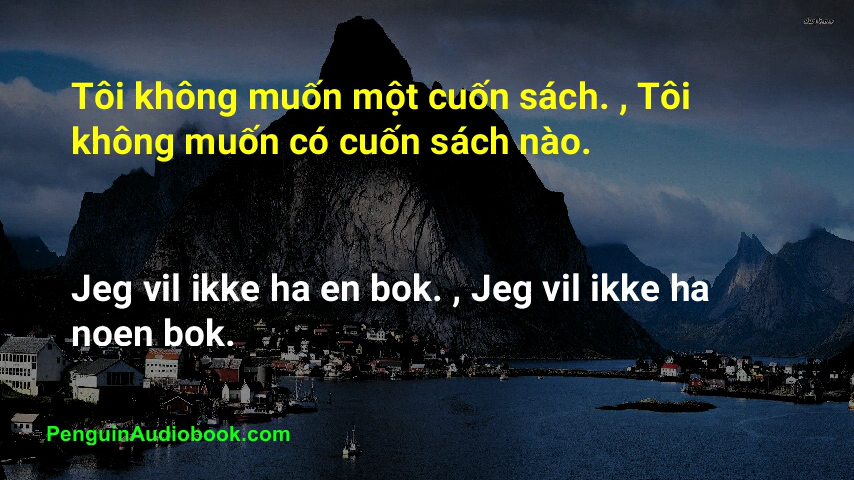 Tôi không muốn một cuốn sách. , Tôi
không muốn có cuốn sách nào.
Jeg vil ikke ha en bok. , Jeg vil ikke ha
noen bok.
PenguinAudiobook.com